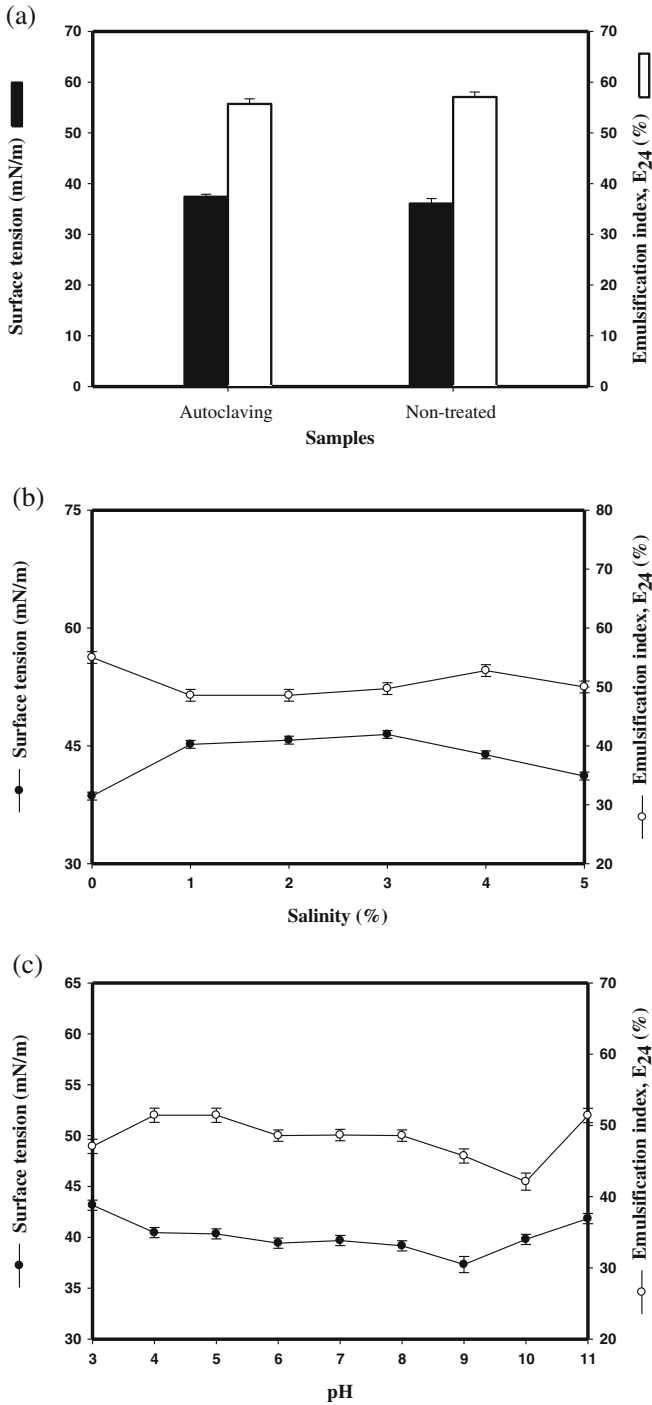 (a)
70
60
50
40
30
20
10
0
Surface tension (mN/m)
70
60
50
40
30
20
10
0
Emulsification index, E24 (%)
Autoclaving Non-treated
Samples
(b)
75
60
45
30
Surface tension (mN/m)
80
70
60
50
40
30
20
Emulsification index, E24 (%)
0 1 2 3 4 5
Salinity (%)
(c)
65
60
55
50
45
40
35
30
Surface tension (mN/m)
70
60
50
40
30
20
Emulsification index, E24 (%)
3 4 5 6 7 8 9 10 11
pH